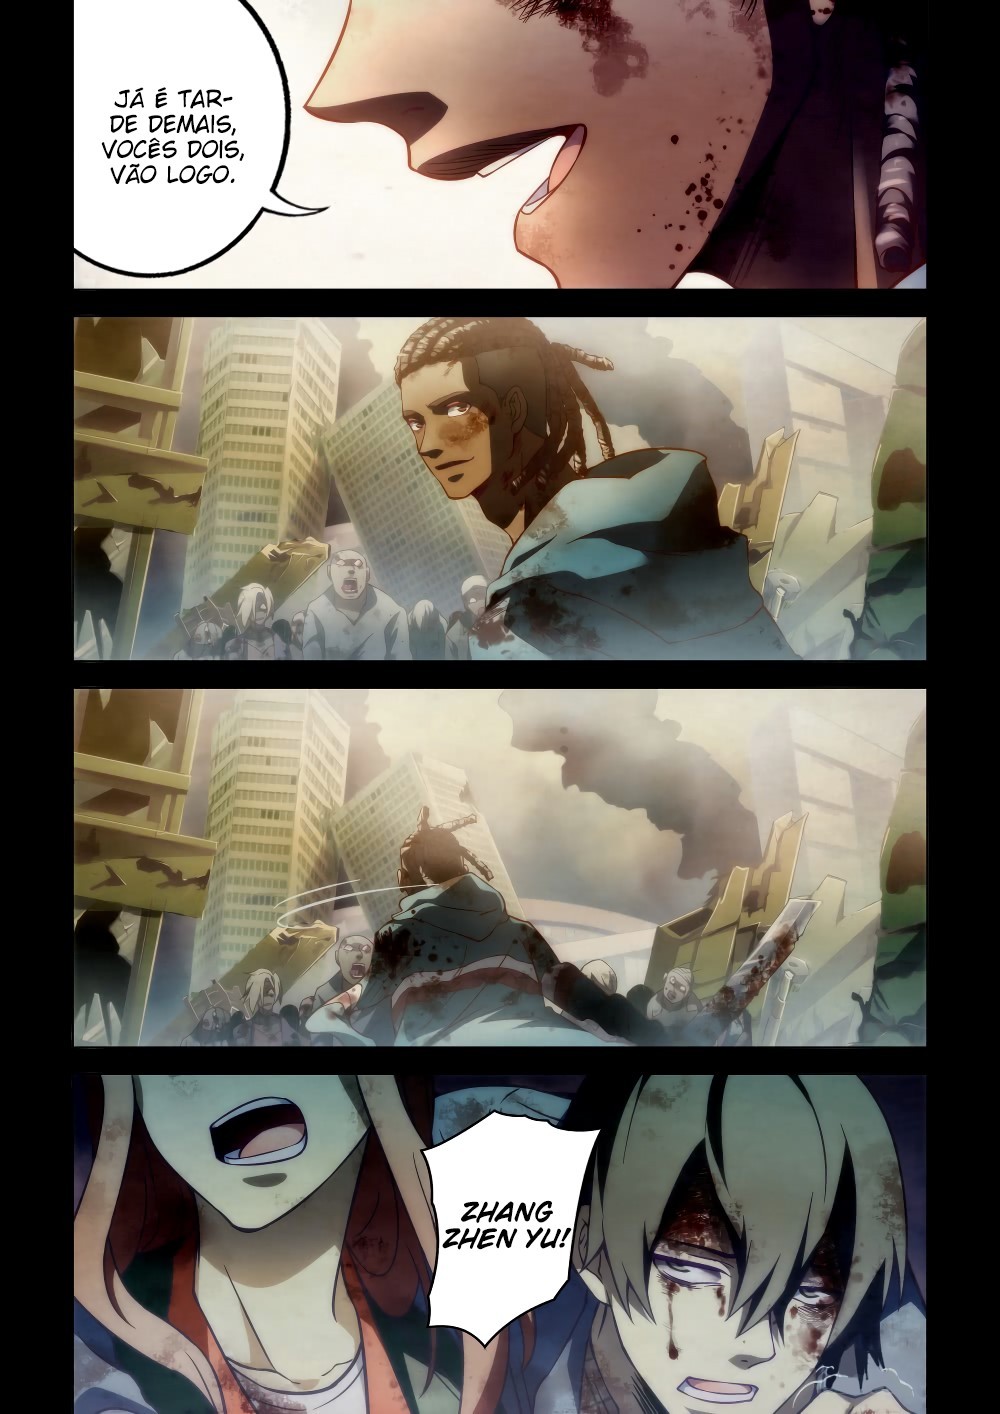 JÁ É TAR-
DE DEMAIS,
VOCÊS DOIS,
VÃO LOGO.
ZHANG
ZHEN YU!